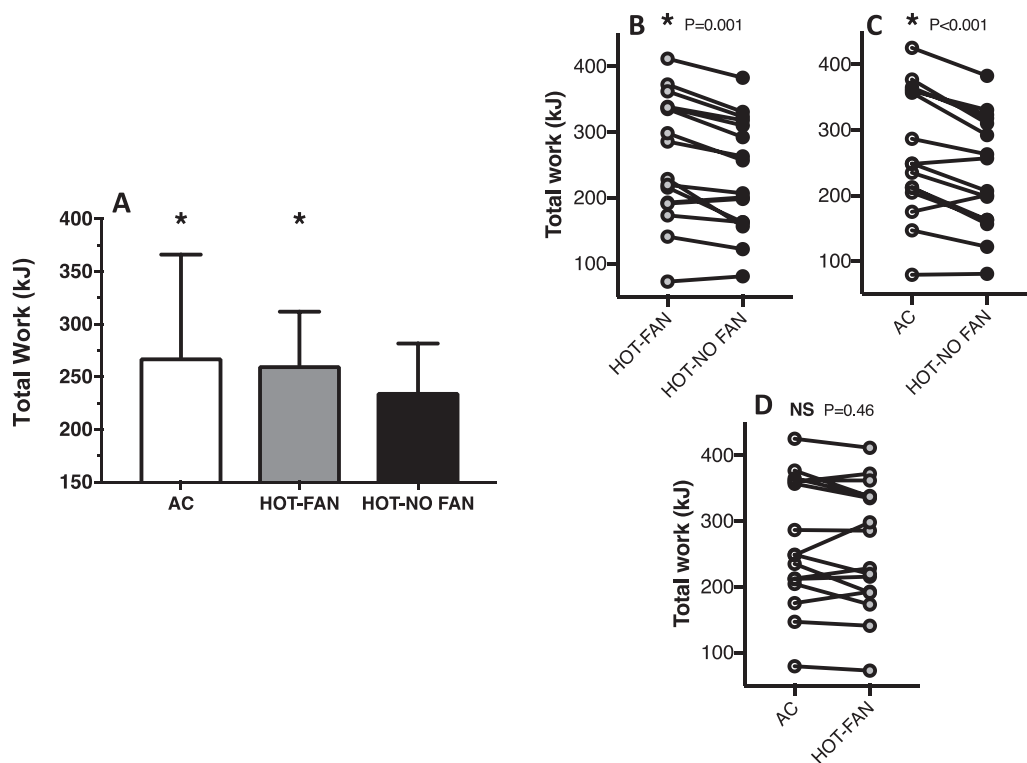 A
* *
Total Work (kJ)
400
350
300
250
200
150
AC HOT-FAN HOT-NO FAN
B * P=0.001
Total work (kJ)
400
300
200
100
HOT-FAN HOT-NO FAN
C * P<0.001
400
300
200
100
AC HOT-NO FAN
D NS P=0.46
Total work (kJ)
400
300
200
100
AC HOT-FAN